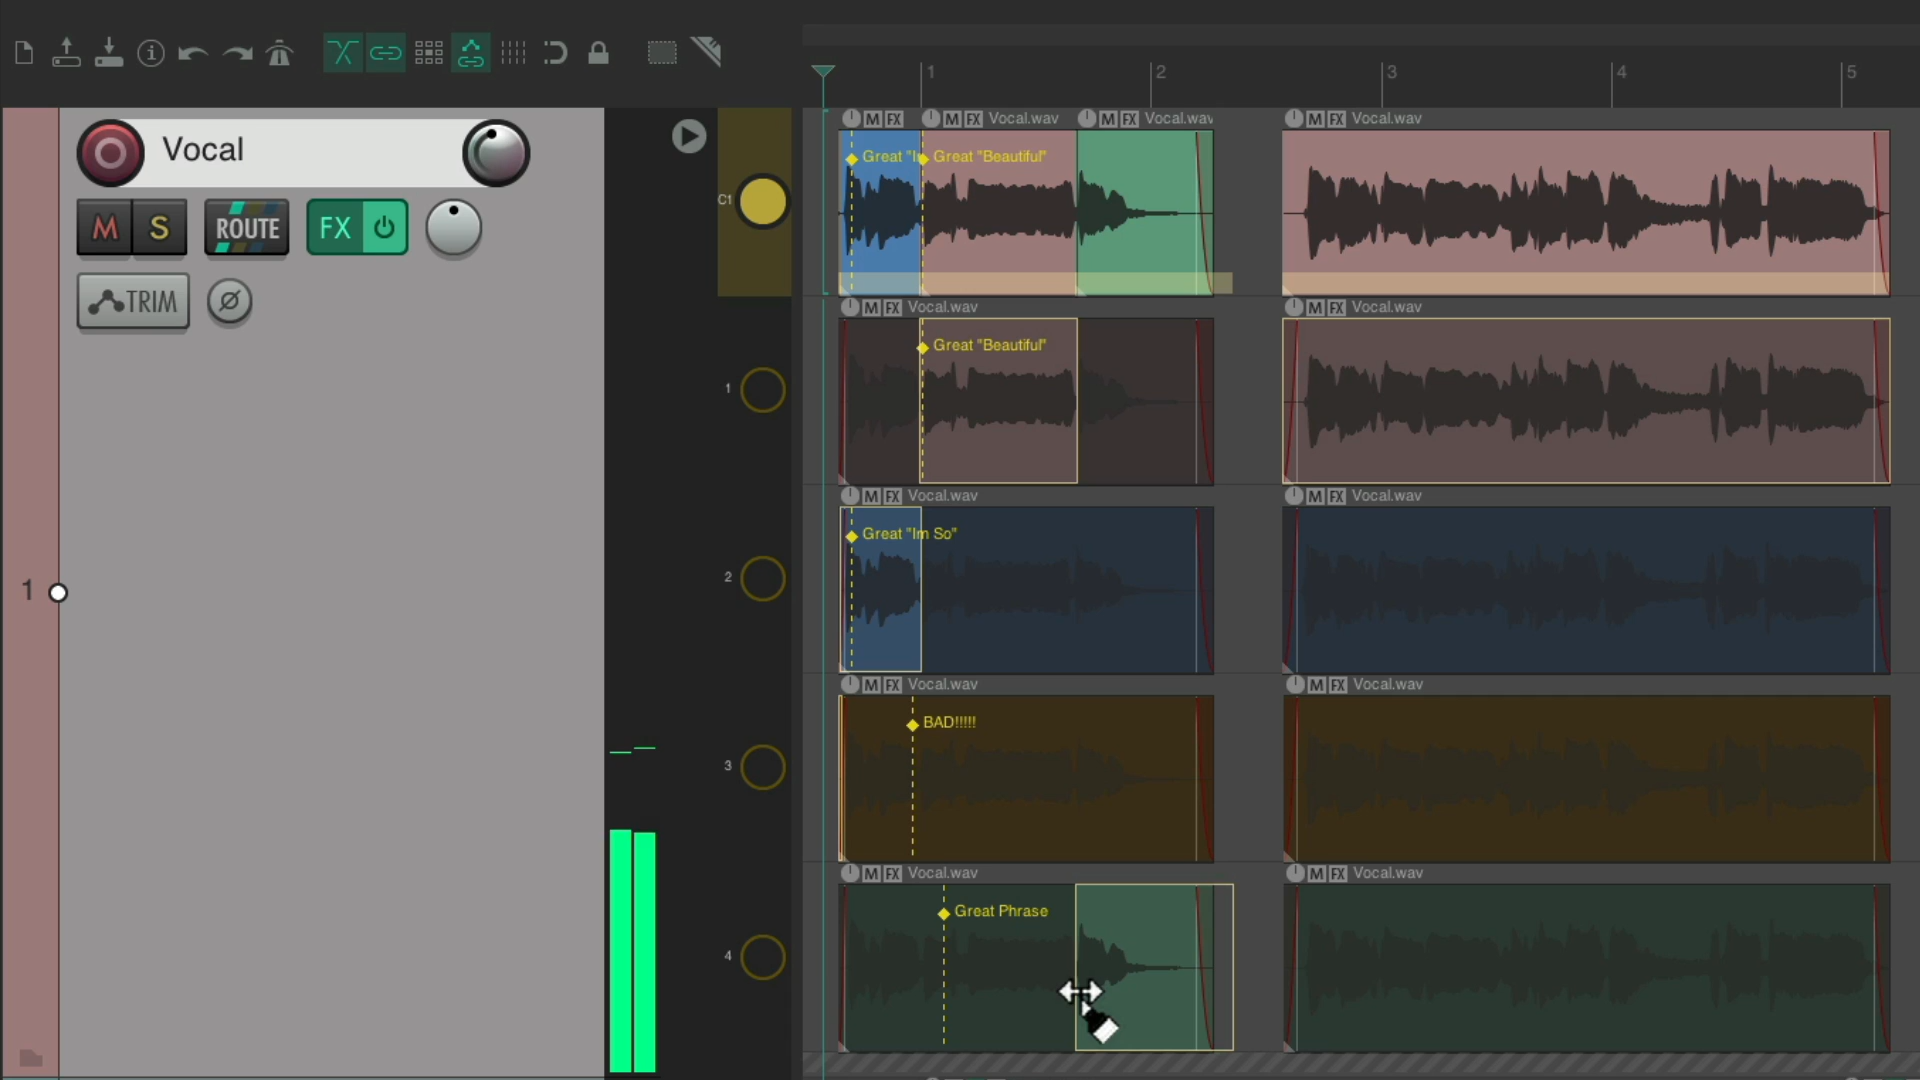 1 2 3 4 5
M FX M FX Vocal.wav M FX Vocal.wav M FX Vocal.wav
Vocal
Great "Beautiful"
C1
M S ROUTE FX
TRIM
M FX Vocal.wav M FX Vocal.wav
Great "Beautiful"
1
M FX Vocal.wav M FX Vocal.wav
Great "Im So"
2
1
M FX Vocal.wav M FX Vocal.wav
BAD!!!!!
3
M FX Vocal.wav M FX Vocal.wav
Great Phrase
4